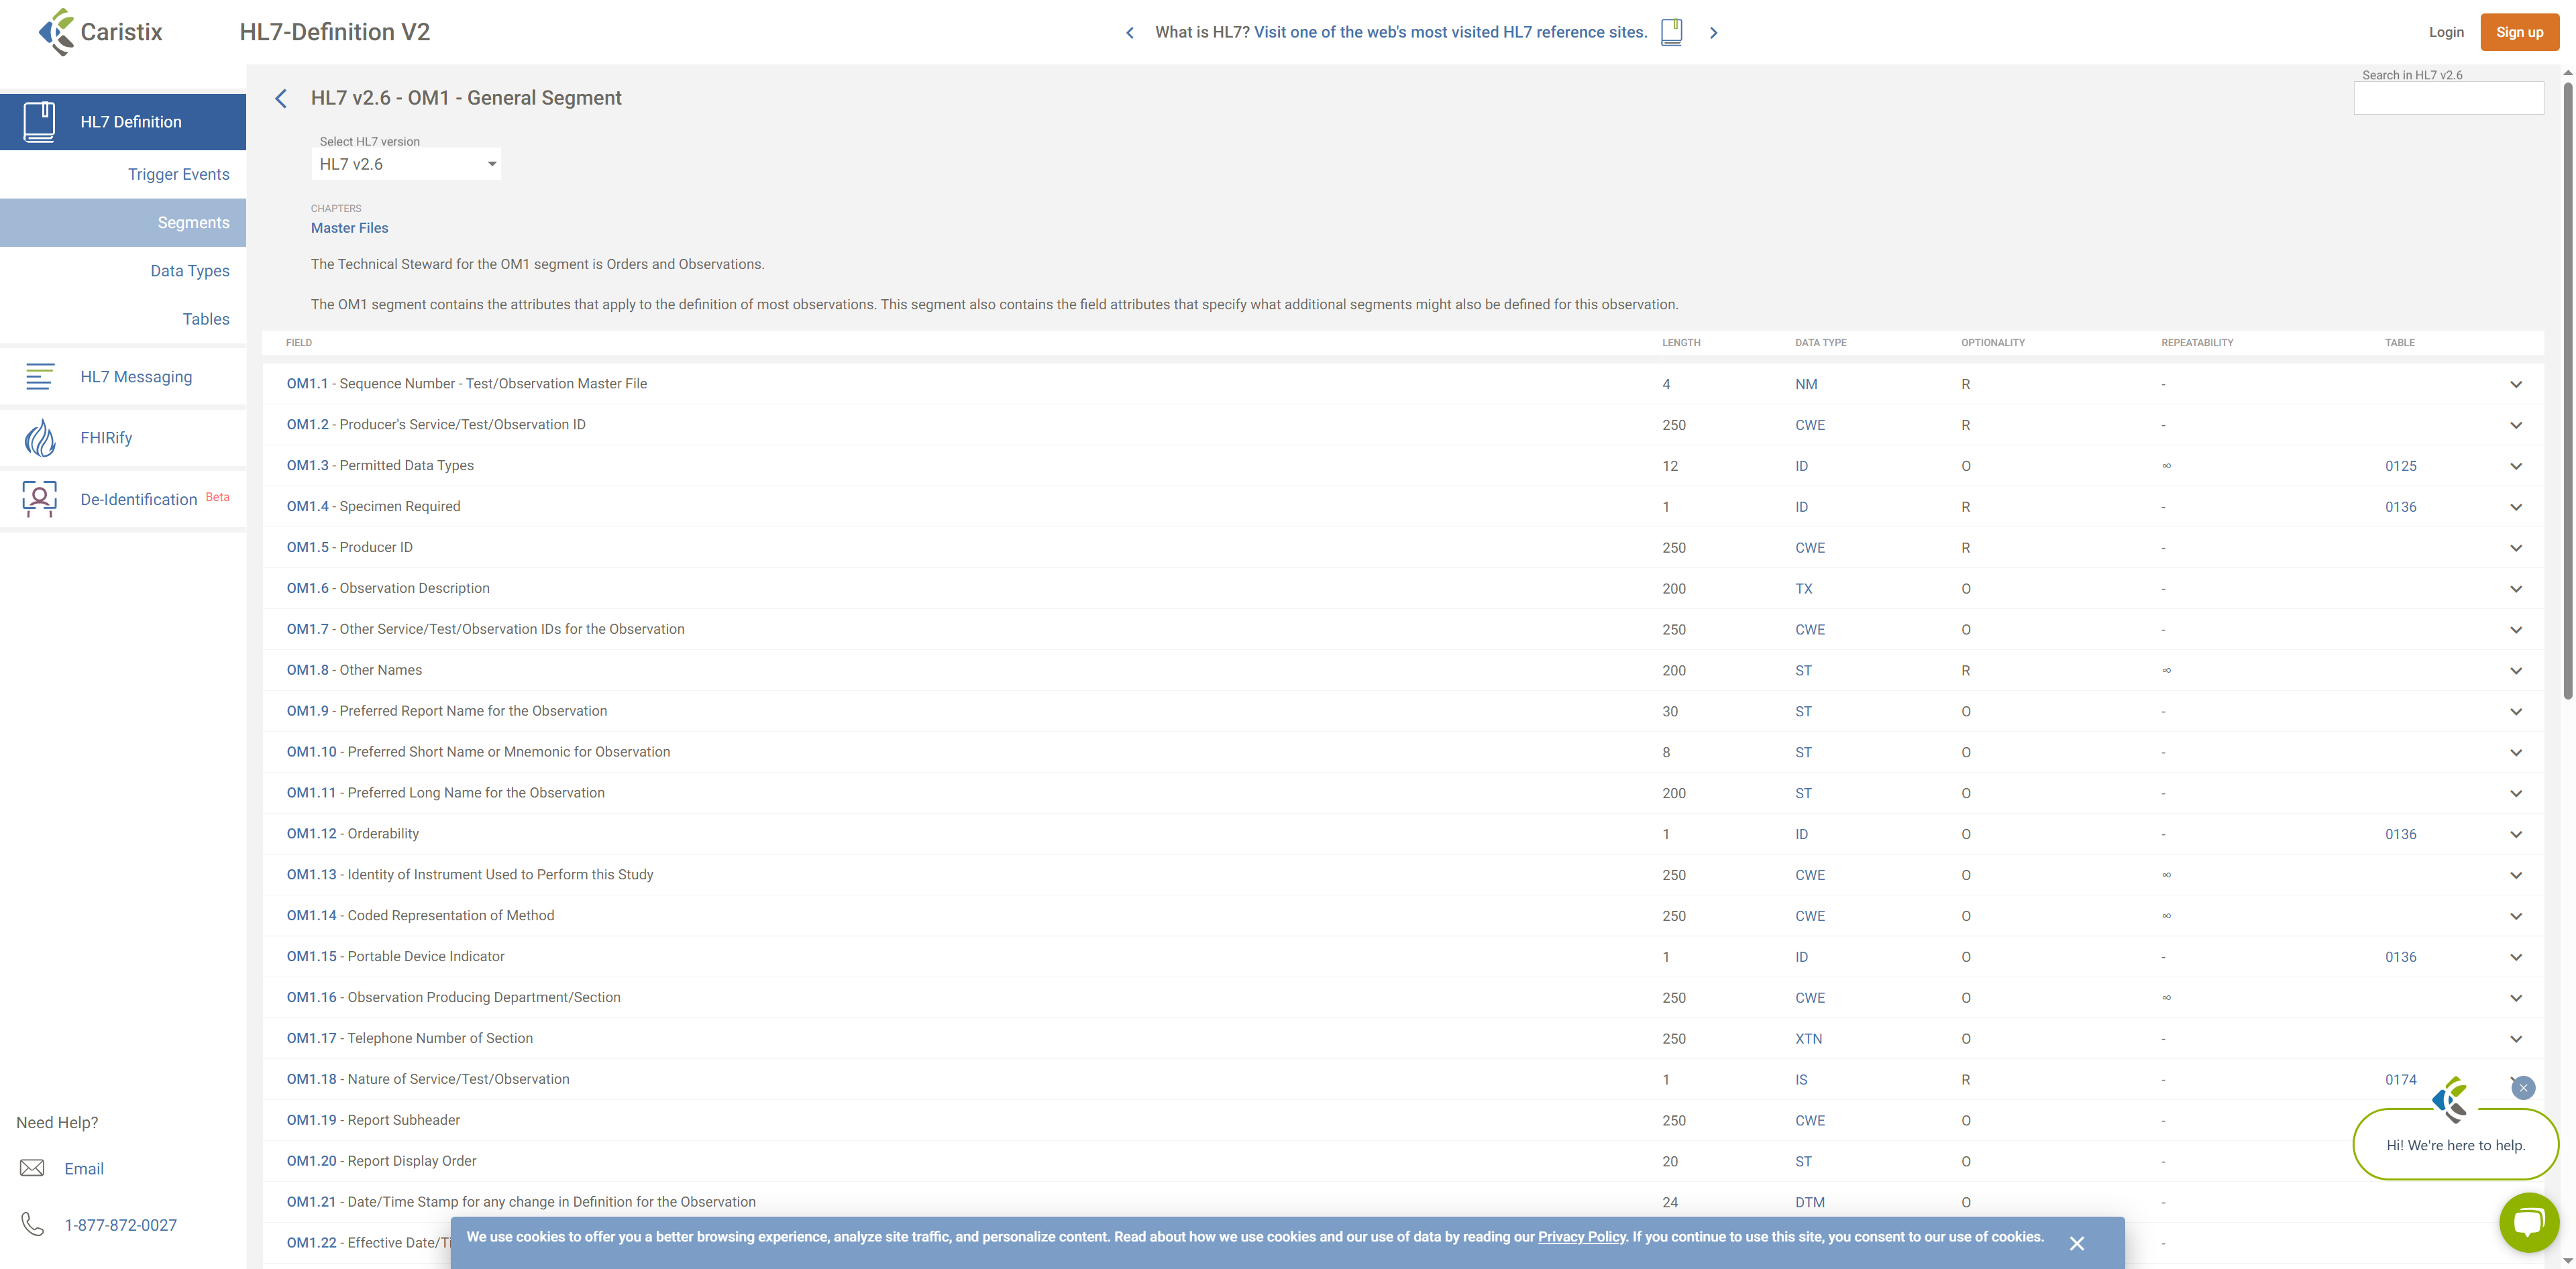 Caristix
HL7-Definition V2
What is HL7? Visit one of the web's most visited HL7 reference sites.
Login
Sign up
HL7 Definition
Trigger Events
Segments
Data Types
Tables
HL7 Messaging
FHIRify
De-Identification Beta
Need Help?
Email
1-877-872-0027
HL7 v2.6 - OM1 - General Segment
Search in HL7 v2.6
Select HL7 version
HL7 v2.6
CHAPTERS
Master Files
The Technical Steward for the OM1 segment is Orders and Observations.
The OM1 segment contains the attributes that apply to the definition of most observations. This segment also contains the field attributes that specify what additional segments might also be defined for this observation.
FIELD LENGTH DATA TYPE OPTIONALITY REPEATABILITY TABLE
OM1.1 - Sequence Number - Test/Observation Master File 4 NM R -
OM1.2 - Producer's Service/Test/Observation ID 250 CWE R -
OM1.3 - Permitted Data Types 12 ID O ∞ 0125
OM1.4 - Specimen Required 1 ID R - 0136
OM1.5 - Producer ID 250 CWE R -
OM1.6 - Observation Description 200 TX O -
OM1.7 - Other Service/Test/Observation IDs for the Observation 250 CWE O -
OM1.8 - Other Names 200 ST R ∞
OM1.9 - Preferred Report Name for the Observation 30 ST O -
OM1.10 - Preferred Short Name or Mnemonic for Observation 8 ST O -
OM1.11 - Preferred Long Name for the Observation 200 ST O -
OM1.12 - Orderability 1 ID O - 0136
OM1.13 - Identity of Instrument Used to Perform this Study 250 CWE O ∞
OM1.14 - Coded Representation of Method 250 CWE O ∞
OM1.15 - Portable Device Indicator 1 ID O - 0136
OM1.16 - Observation Producing Department/Section 250 CWE O ∞
OM1.17 - Telephone Number of Section 250 XTN O -
OM1.18 - Nature of Service/Test/Observation 1 IS R - 0174
OM1.19 - Report Subheader 250 CWE O -
OM1.20 - Report Display Order 20 ST O -
OM1.21 - Date/Time Stamp for any change in Definition for the Observation 24 DTM O -
OM1.22 - Effective Date/Ti -
Hi! We're here to help.
We use cookies to offer you a better browsing experience, analyze site traffic, and personalize content. Read about how we use cookies and our use of data by reading our Privacy Policy. If you continue to use this site, you consent to our use of cookies.